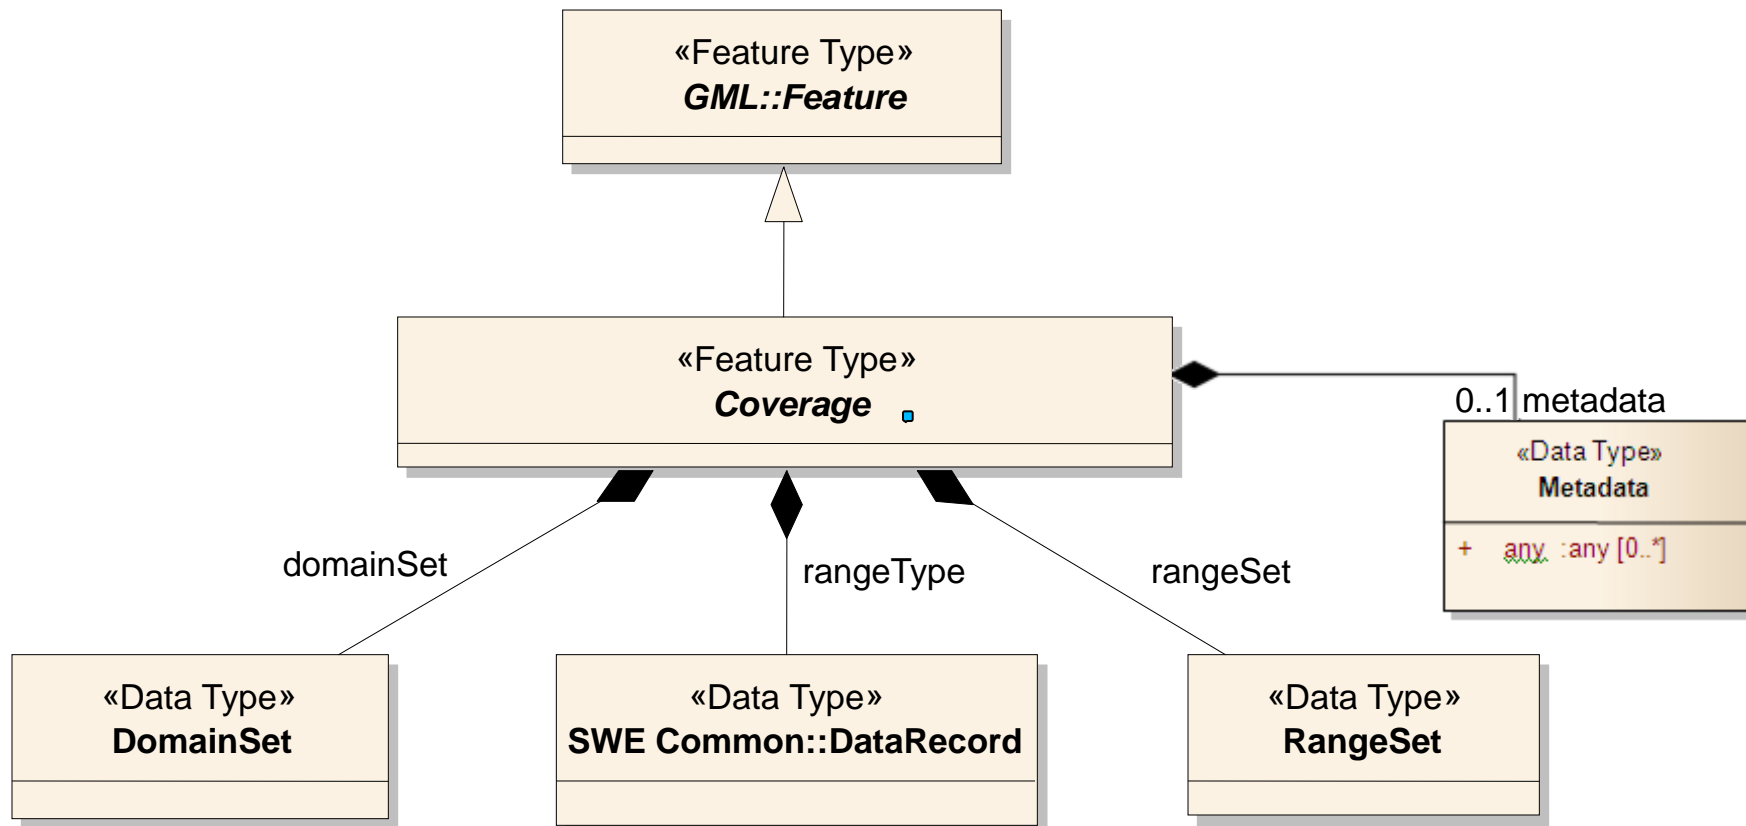 «Feature Type»
GML::Feature
«Feature Type»
Coverage
0..1 metadata
«Data Type»
Metadata
+ any :any [0..*]
domainSet
rangeType
rangeSet
«Data Type»
DomainSet
«Data Type»
SWE Common::DataRecord
«Data Type»
RangeSet